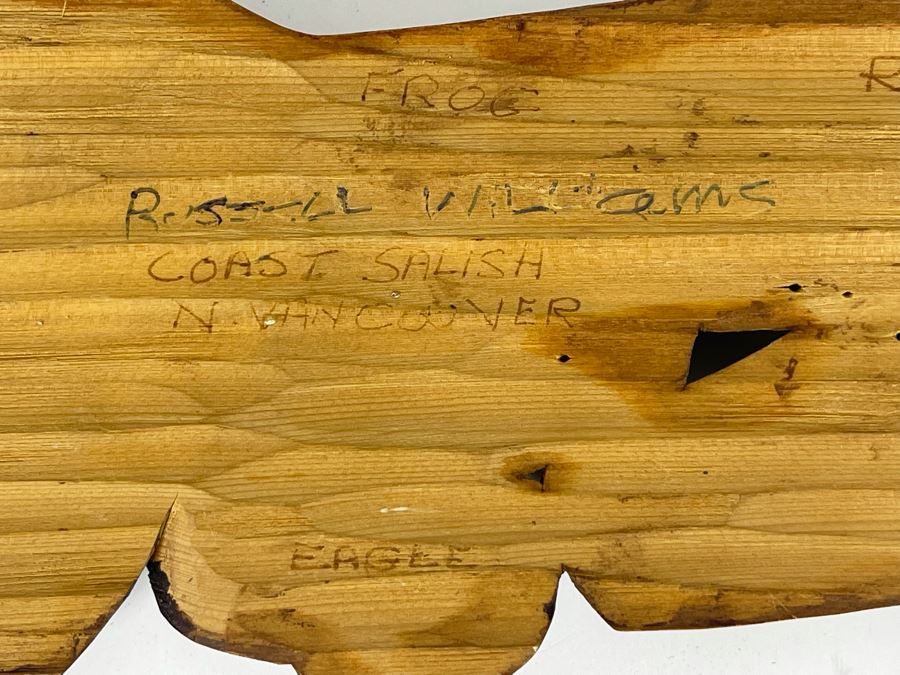 FROG
R
Russell Williams
COAST SALISH
N. VANCOUVER
EAGLE